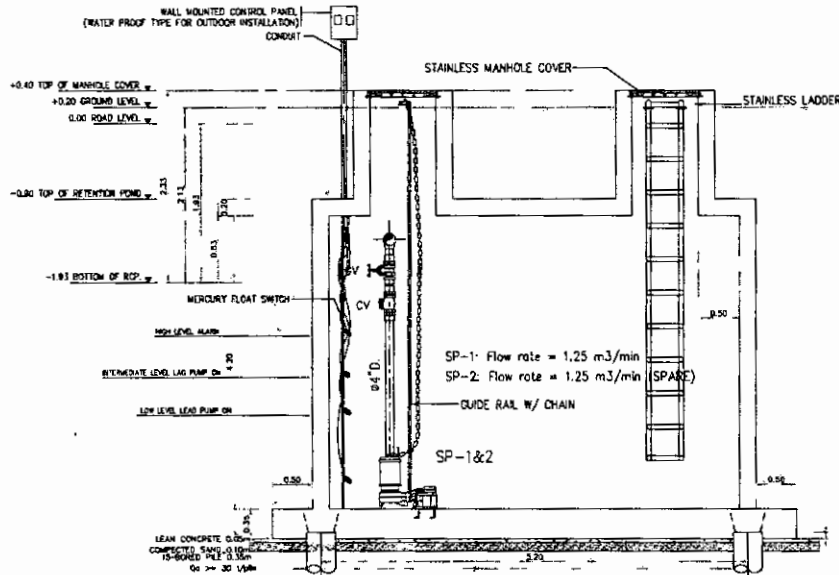 WALL MOUNTED CONTROL PANEL
(WATER PROOF TYPE FOR OUTDOOR INSTALLATION)
CONDUIT
STAINLESS MANHOLE COVER
STAINLESS LADDER
+0.40 TOP OF MANHOLE COVER
+0.20 GROUND LEVEL
0.00 ROAD LEVEL
2.33
2.13
1.93
0.20
-0.80 TOP OF RETENTION POND
0.83
-1.93 BOTTOM OF RCP.
GV
MERCURY FLOAT SWITCH
CV
0.50
HIGH LEVEL ALARM
4.20
SP-1: Flow rate = 1.25 m3/min
INTERMEDIATE LEVEL LAG PUMP ON
ø4"D.
SP-2: Flow rate = 1.25 m3/min (SPARE)
GUIDE RAIL W/ CHAIN
LOW LEVEL LEAD PUMP ON
SP-1&2
0.50
0.50
0.35
LEAN CONCRETE 0.05m
COMPECTED SAND 0.10m
15-BORED PILE 0.35m
5.20